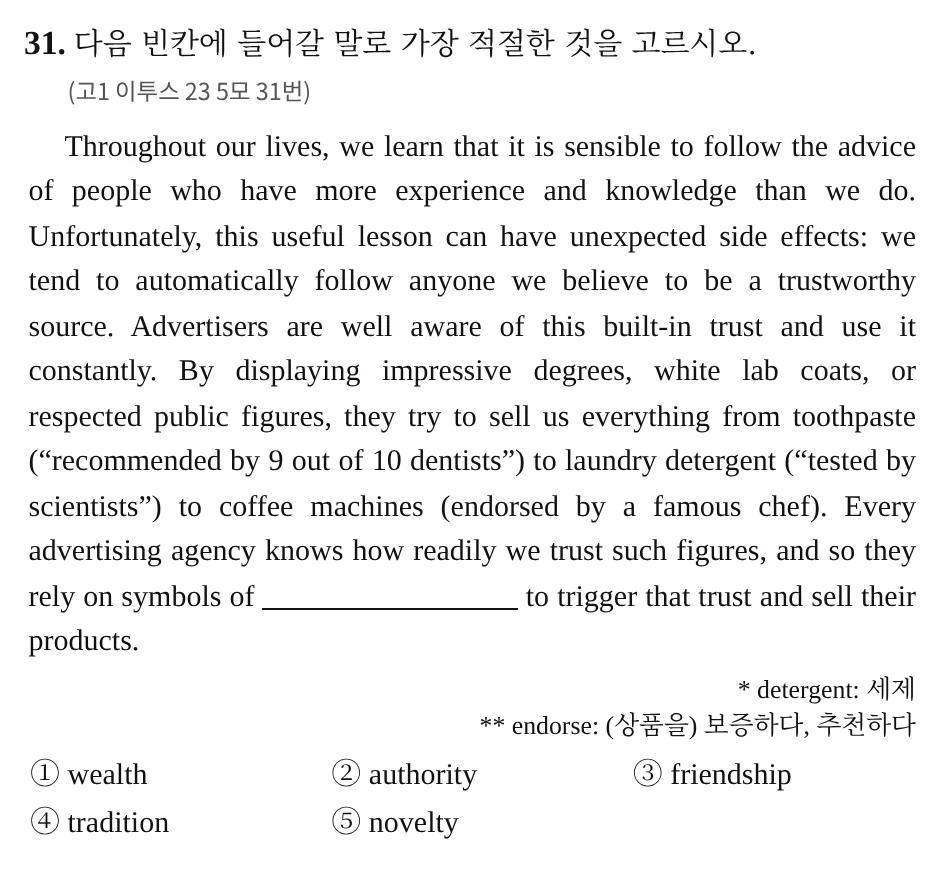 31. 다음 빈칸에 들어갈 말로 가장 적절한 것을 고르시오.
(고1 이투스 23 5모 31번)
Throughout our lives, we learn that it is sensible to follow the advice
of people who have more experience and knowledge than we do.
Unfortunately, this useful lesson can have unexpected side effects: we
tend to automatically follow anyone we believe to be a trustworthy
source. Advertisers are well aware of this built-in trust and use it
constantly. By displaying impressive degrees, white lab coats, or
respected public figures, they try to sell us everything from toothpaste
(“recommended by 9 out of 10 dentists”) to laundry detergent (“tested by
scientists”) to coffee machines (endorsed by a famous chef). Every
advertising agency knows how readily we trust such figures, and so they
rely on symbols of ________________ to trigger that trust and sell their
products.
* detergent: 세제
** endorse: (상품을) 보증하다, 추천하다
① wealth ② authority ③ friendship
④ tradition ⑤ novelty